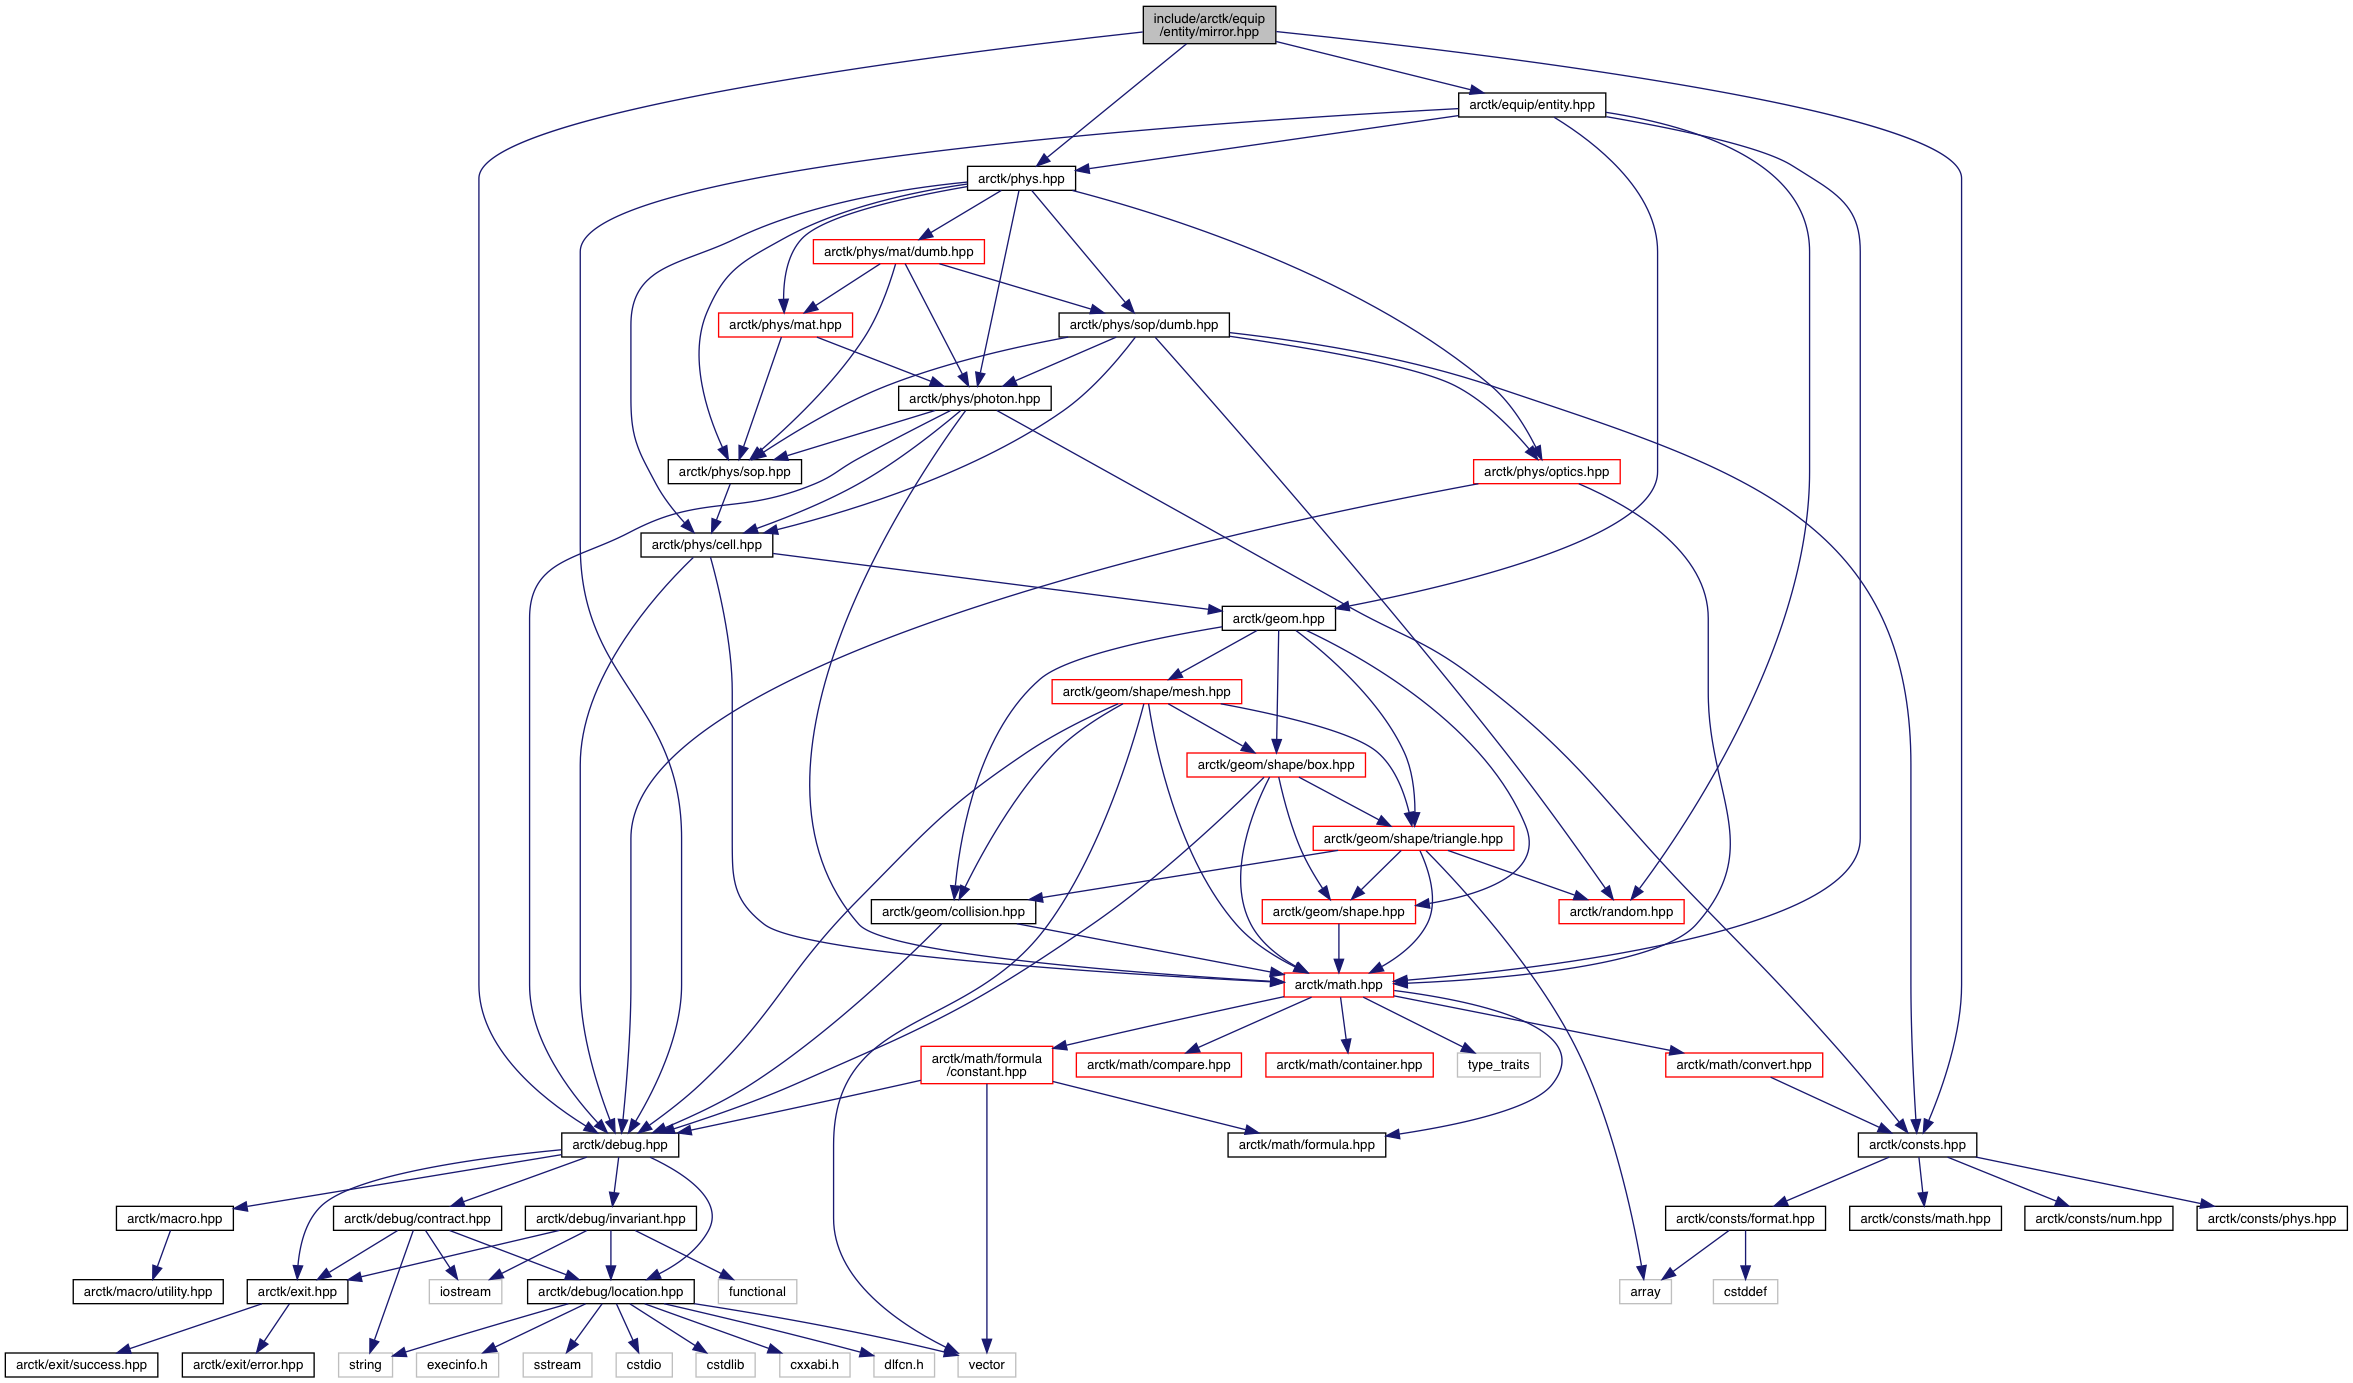 include/arctk/equip
/entity/mirror.hpp
arctk/equip/entity.hpp
arctk/phys.hpp
arctk/phys/mat/dumb.hpp
arctk/phys/mat.hpp
arctk/phys/sop/dumb.hpp
arctk/phys/photon.hpp
arctk/phys/sop.hpp
arctk/phys/optics.hpp
arctk/phys/cell.hpp
arctk/geom.hpp
arctk/geom/shape/mesh.hpp
arctk/geom/shape/box.hpp
arctk/geom/shape/triangle.hpp
arctk/geom/collision.hpp
arctk/geom/shape.hpp
arctk/random.hpp
arctk/math.hpp
arctk/math/formula
/constant.hpp
arctk/math/compare.hpp
arctk/math/container.hpp
type_traits
arctk/math/convert.hpp
arctk/debug.hpp
arctk/math/formula.hpp
arctk/consts.hpp
arctk/macro.hpp
arctk/debug/contract.hpp
arctk/debug/invariant.hpp
arctk/consts/format.hpp
arctk/consts/math.hpp
arctk/consts/num.hpp
arctk/consts/phys.hpp
arctk/macro/utility.hpp
arctk/exit.hpp
iostream
arctk/debug/location.hpp
functional
array
cstddef
arctk/exit/success.hpp
arctk/exit/error.hpp
string
execinfo.h
sstream
cstdio
cstdlib
cxxabi.h
dlfcn.h
vector